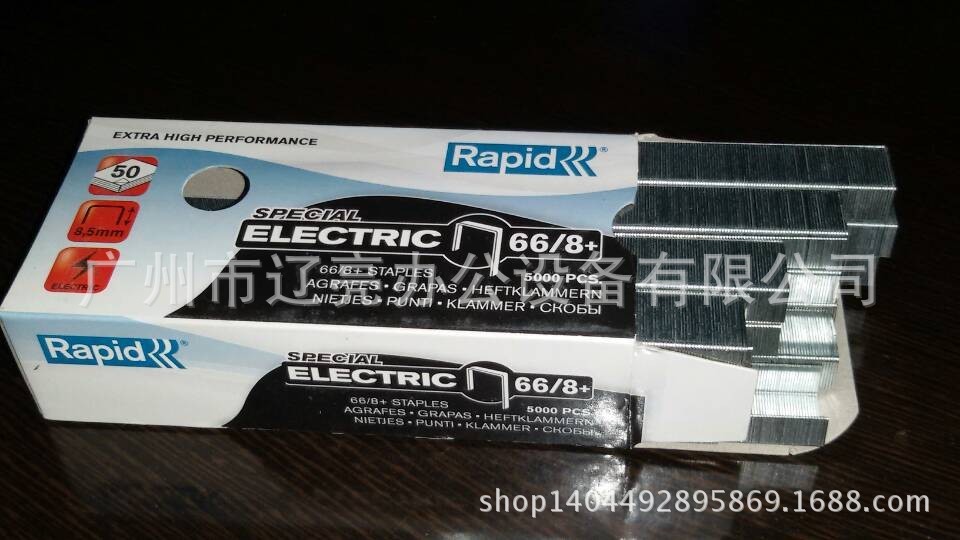 EXTRA HIGH PERFORMANCE
Rapid®
50
8,5mm
ELECTRIC
SPECIAL
ELECTRIC 66/8+
66/8+ STAPLES 5000 PCS.
AGRAFES • GRAPAS • HEFTKLAMMERN
NIETJES • PUNTI • KLAMMER • СКОБЫ
广州市辽京办公设备有限公司
Rapid®
SPECIAL
ELECTRIC 66/8+
66/8+ STAPLES 5000 PCS.
AGRAFES • GRAPAS • HEFTKLAMMERN
NIETJES • PUNTI • KLAMMER • СКОБЫ
shop1404492895869.1688.com